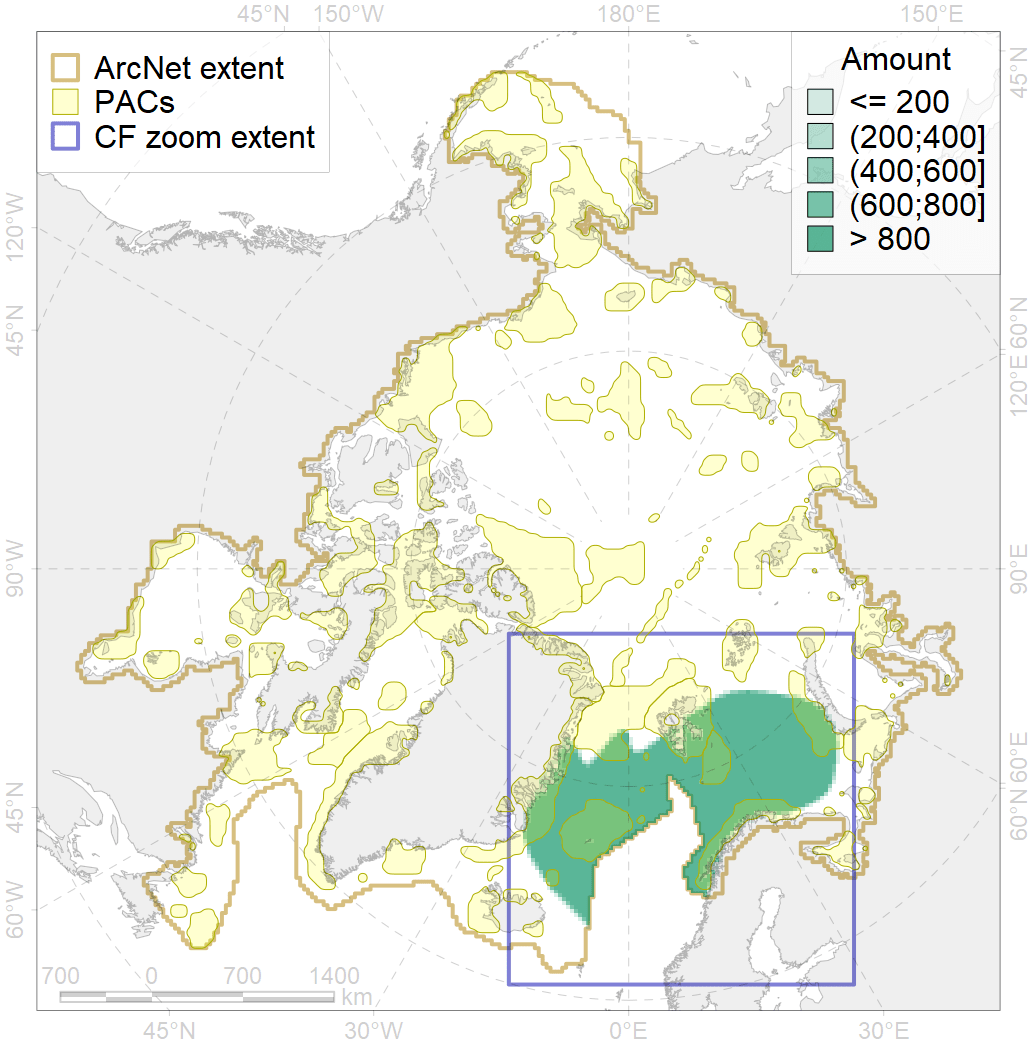 45°N 150°W 180°E 150°E
ArcNet extent
PACs
CF zoom extent
Amount
<= 200
(200;400]
(400;600]
(600;800]
> 800
45°N
120°W
45°N
60°N
120°E
90°W
90°E
45°N
60°E
60°N
60°W
700 0 700 1400
km
45°N 30°W 0°E 30°E